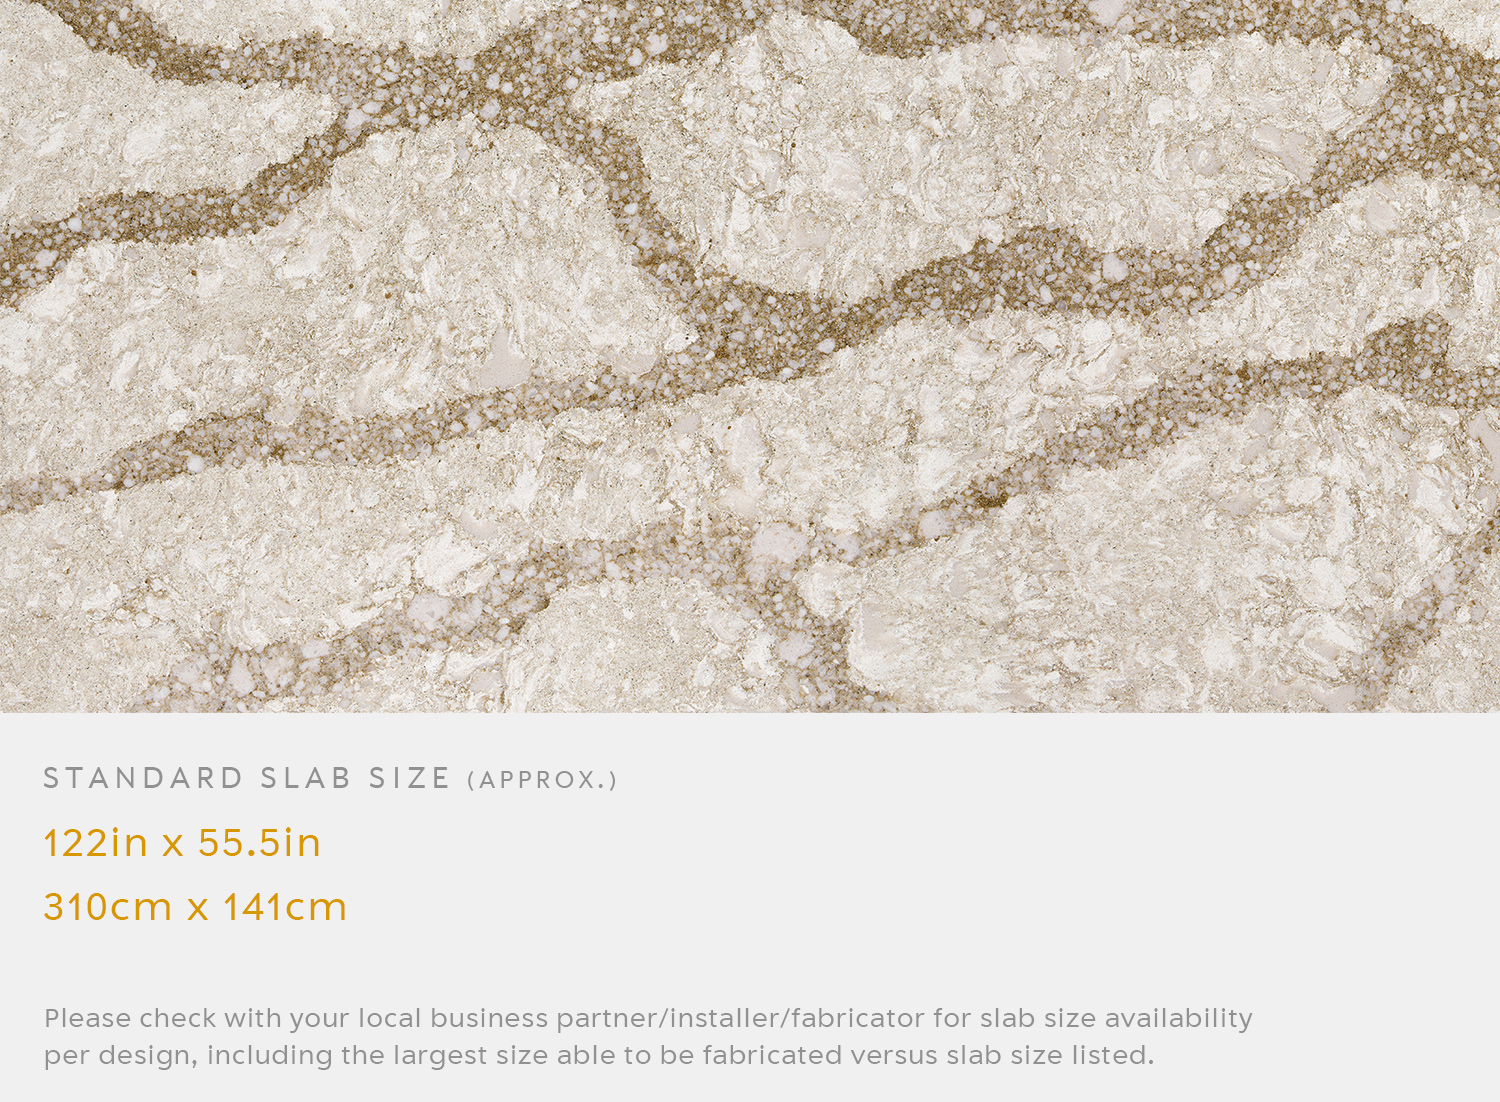 STANDARD SLAB SIZE (APPROX.)
122in x 55.5in
310cm x 141cm
Please check with your local business partner/installer/fabricator for slab size availability
per design, including the largest size able to be fabricated versus slab size listed.